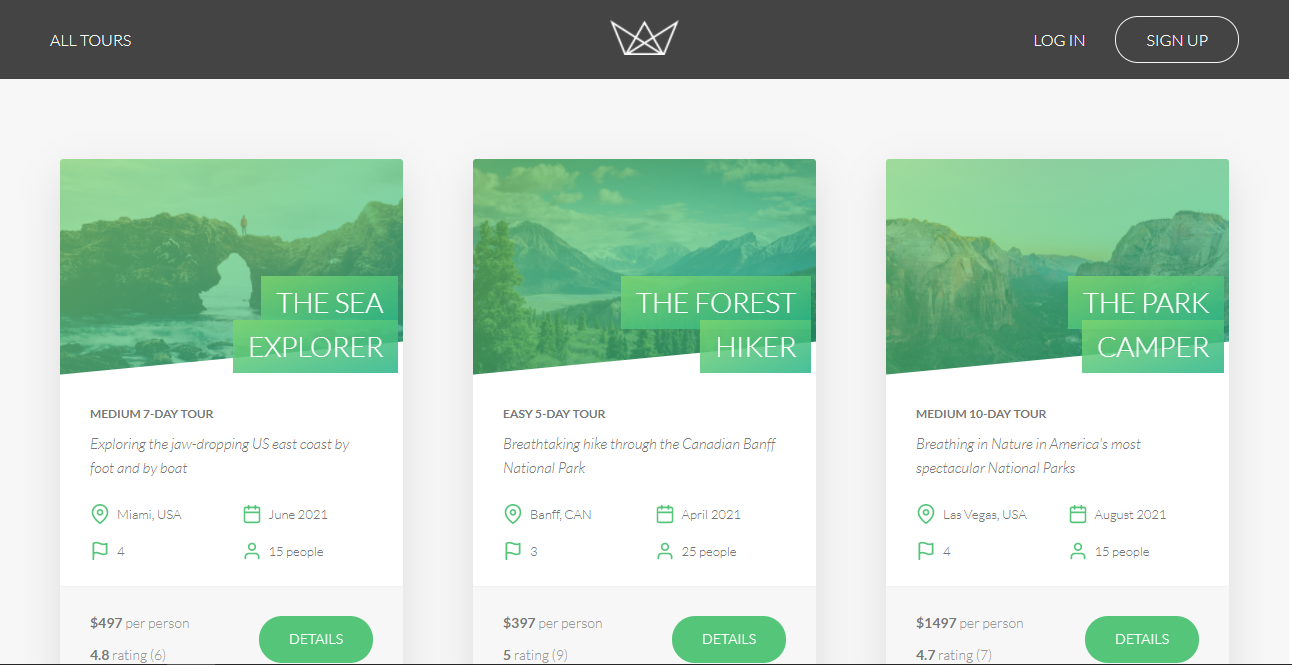 ALL TOURS
LOG IN
SIGN UP
THE SEA
EXPLORER
MEDIUM 7-DAY TOUR
Exploring the jaw-dropping US east coast by
foot and by boat
Miami, USA
June 2021
4
15 people
$497 per person
4.8 rating (6)
DETAILS
THE FOREST
HIKER
EASY 5-DAY TOUR
Breathtaking hike through the Canadian Banff
National Park
Banff, CAN
April 2021
3
25 people
$397 per person
5 rating (9)
DETAILS
THE PARK
CAMPER
MEDIUM 10-DAY TOUR
Breathing in Nature in America's most
spectacular National Parks
Las Vegas, USA
August 2021
4
15 people
$1497 per person
4.7 rating (7)
DETAILS